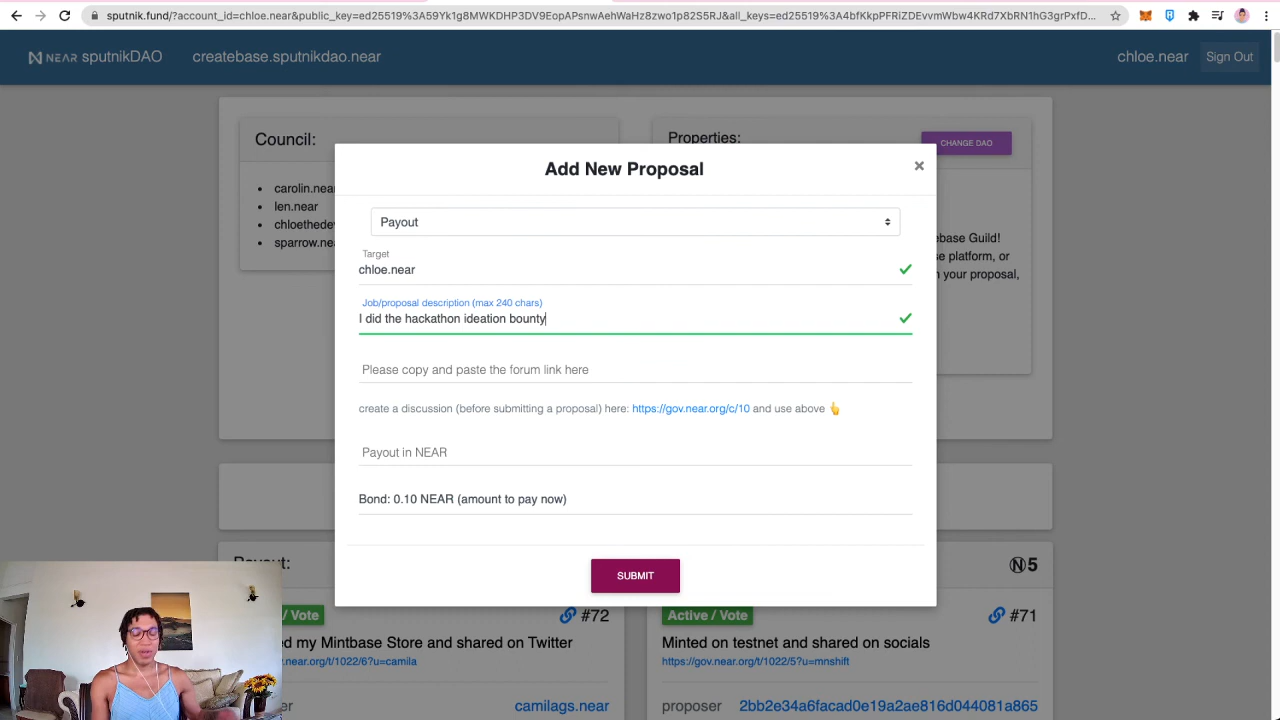 sputnik.fund/?account_id=chloe.near&public_key=ed25519%3A59Yk1g8MWKDHP3DV9EopAPsnwAehWaHz8zwo1p82S5RJ&all_keys=ed25519%3A4bfKkpPFRiZDEvvmWbw4KRd7XbRN1hG3grPxfD...
NEAR sputnikDAO
createbase.sputnikdao.near
chloe.near
Sign Out
Council:
carolin.near
len.near
chloethede
sparrow.nea
Properties:
CHANGE DAO
ebase Guild!
se platform, or
your proposal,
Add New Proposal
×
Payout
Target
chloe.near
Job/proposal description (max 240 chars)
I did the hackathon ideation bounty
Please copy and paste the forum link here
create a discussion (before submitting a proposal) here: https://gov.near.org/c/10 and use above 👆
Payout in NEAR
Bond: 0.10 NEAR (amount to pay now)
SUBMIT
Payout:
5
/ Vote
#72
ed my Mintbase Store and shared on Twitter
near.org/t/1022/6?u=camila
camilags.near
Active / Vote
#71
Minted on testnet and shared on socials
https://gov.near.org/t/1022/5?u=mnshift
proposer
2bb2e34a6facad0e19a2ae816d044081a865